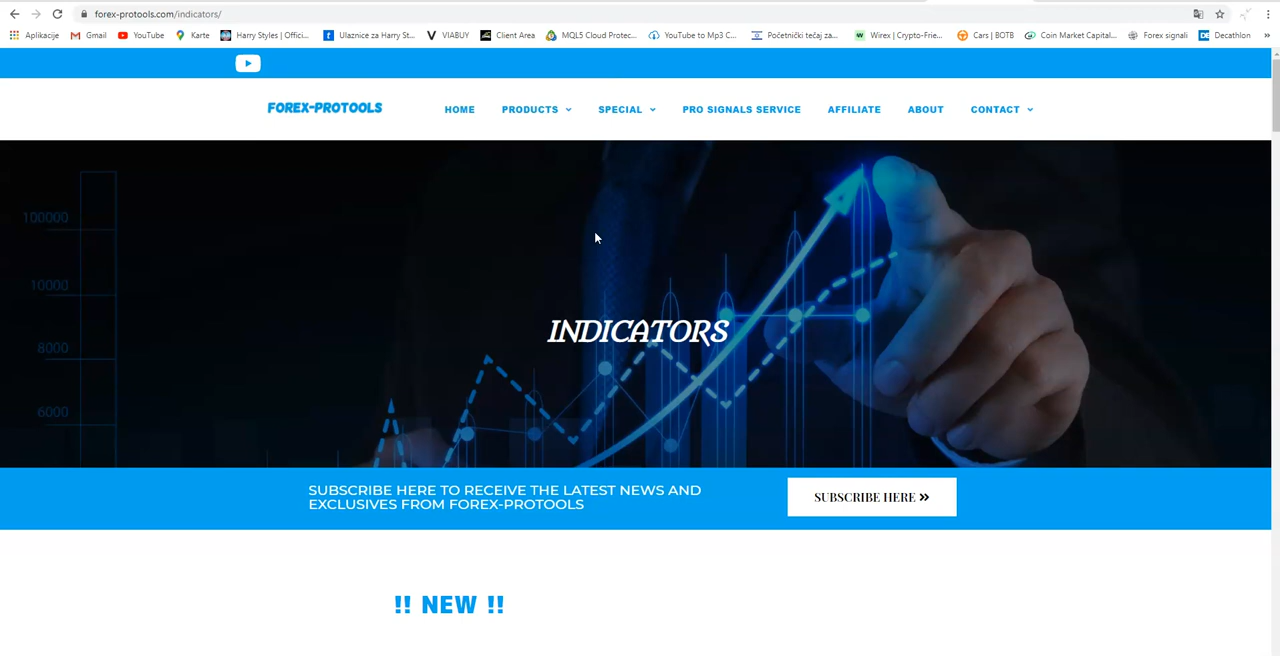 forex-protools.com/indicators/
Aplikacije Gmail YouTube Karte Harry Styles | Offici... Ulaznice za Harry St... VIABUY Client Area MQL5 Cloud Protec... YouTube to Mp3 C... Početnički tečaj za... Wirex | Crypto-Frie... Cars | BOTB Coin Market Capital... Forex signali Decathlon »
FOREX-PROTOOLS HOME PRODUCTS SPECIAL PRO SIGNALS SERVICE AFFILIATE ABOUT CONTACT
100000
10000
8000
6000
INDICATORS
SUBSCRIBE HERE TO RECEIVE THE LATEST NEWS AND
EXCLUSIVES FROM FOREX-PROTOOLS
SUBSCRIBE HERE »
!! NEW !!